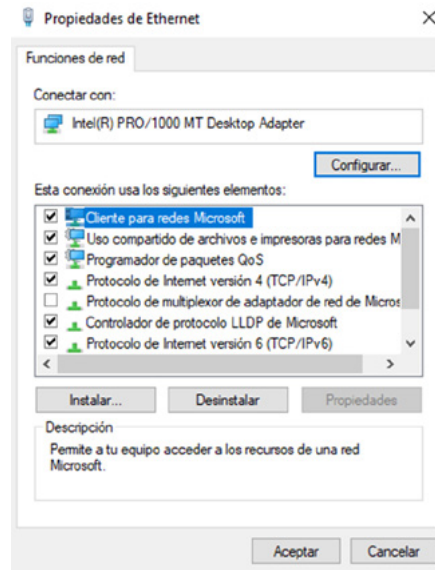 Propiedades de Ethernet
Funciones de red
Conectar con:
Intel(R) PRO/1000 MT Desktop Adapter
Configurar...
Esta conexión usa los siguientes elementos:
Cliente para redes Microsoft
Uso compartido de archivos e impresoras para redes M
Programador de paquetes QoS
Protocolo de Internet versión 4 (TCP/IPv4)
Protocolo de multiplexor de adaptador de red de Micros
Controlador de protocolo LLDP de Microsoft
Protocolo de Internet versión 6 (TCP/IPv6)
Instalar... Desinstalar Propiedades
Descripción
Permite a tu equipo acceder a los recursos de una red
Microsoft.
Aceptar Cancelar